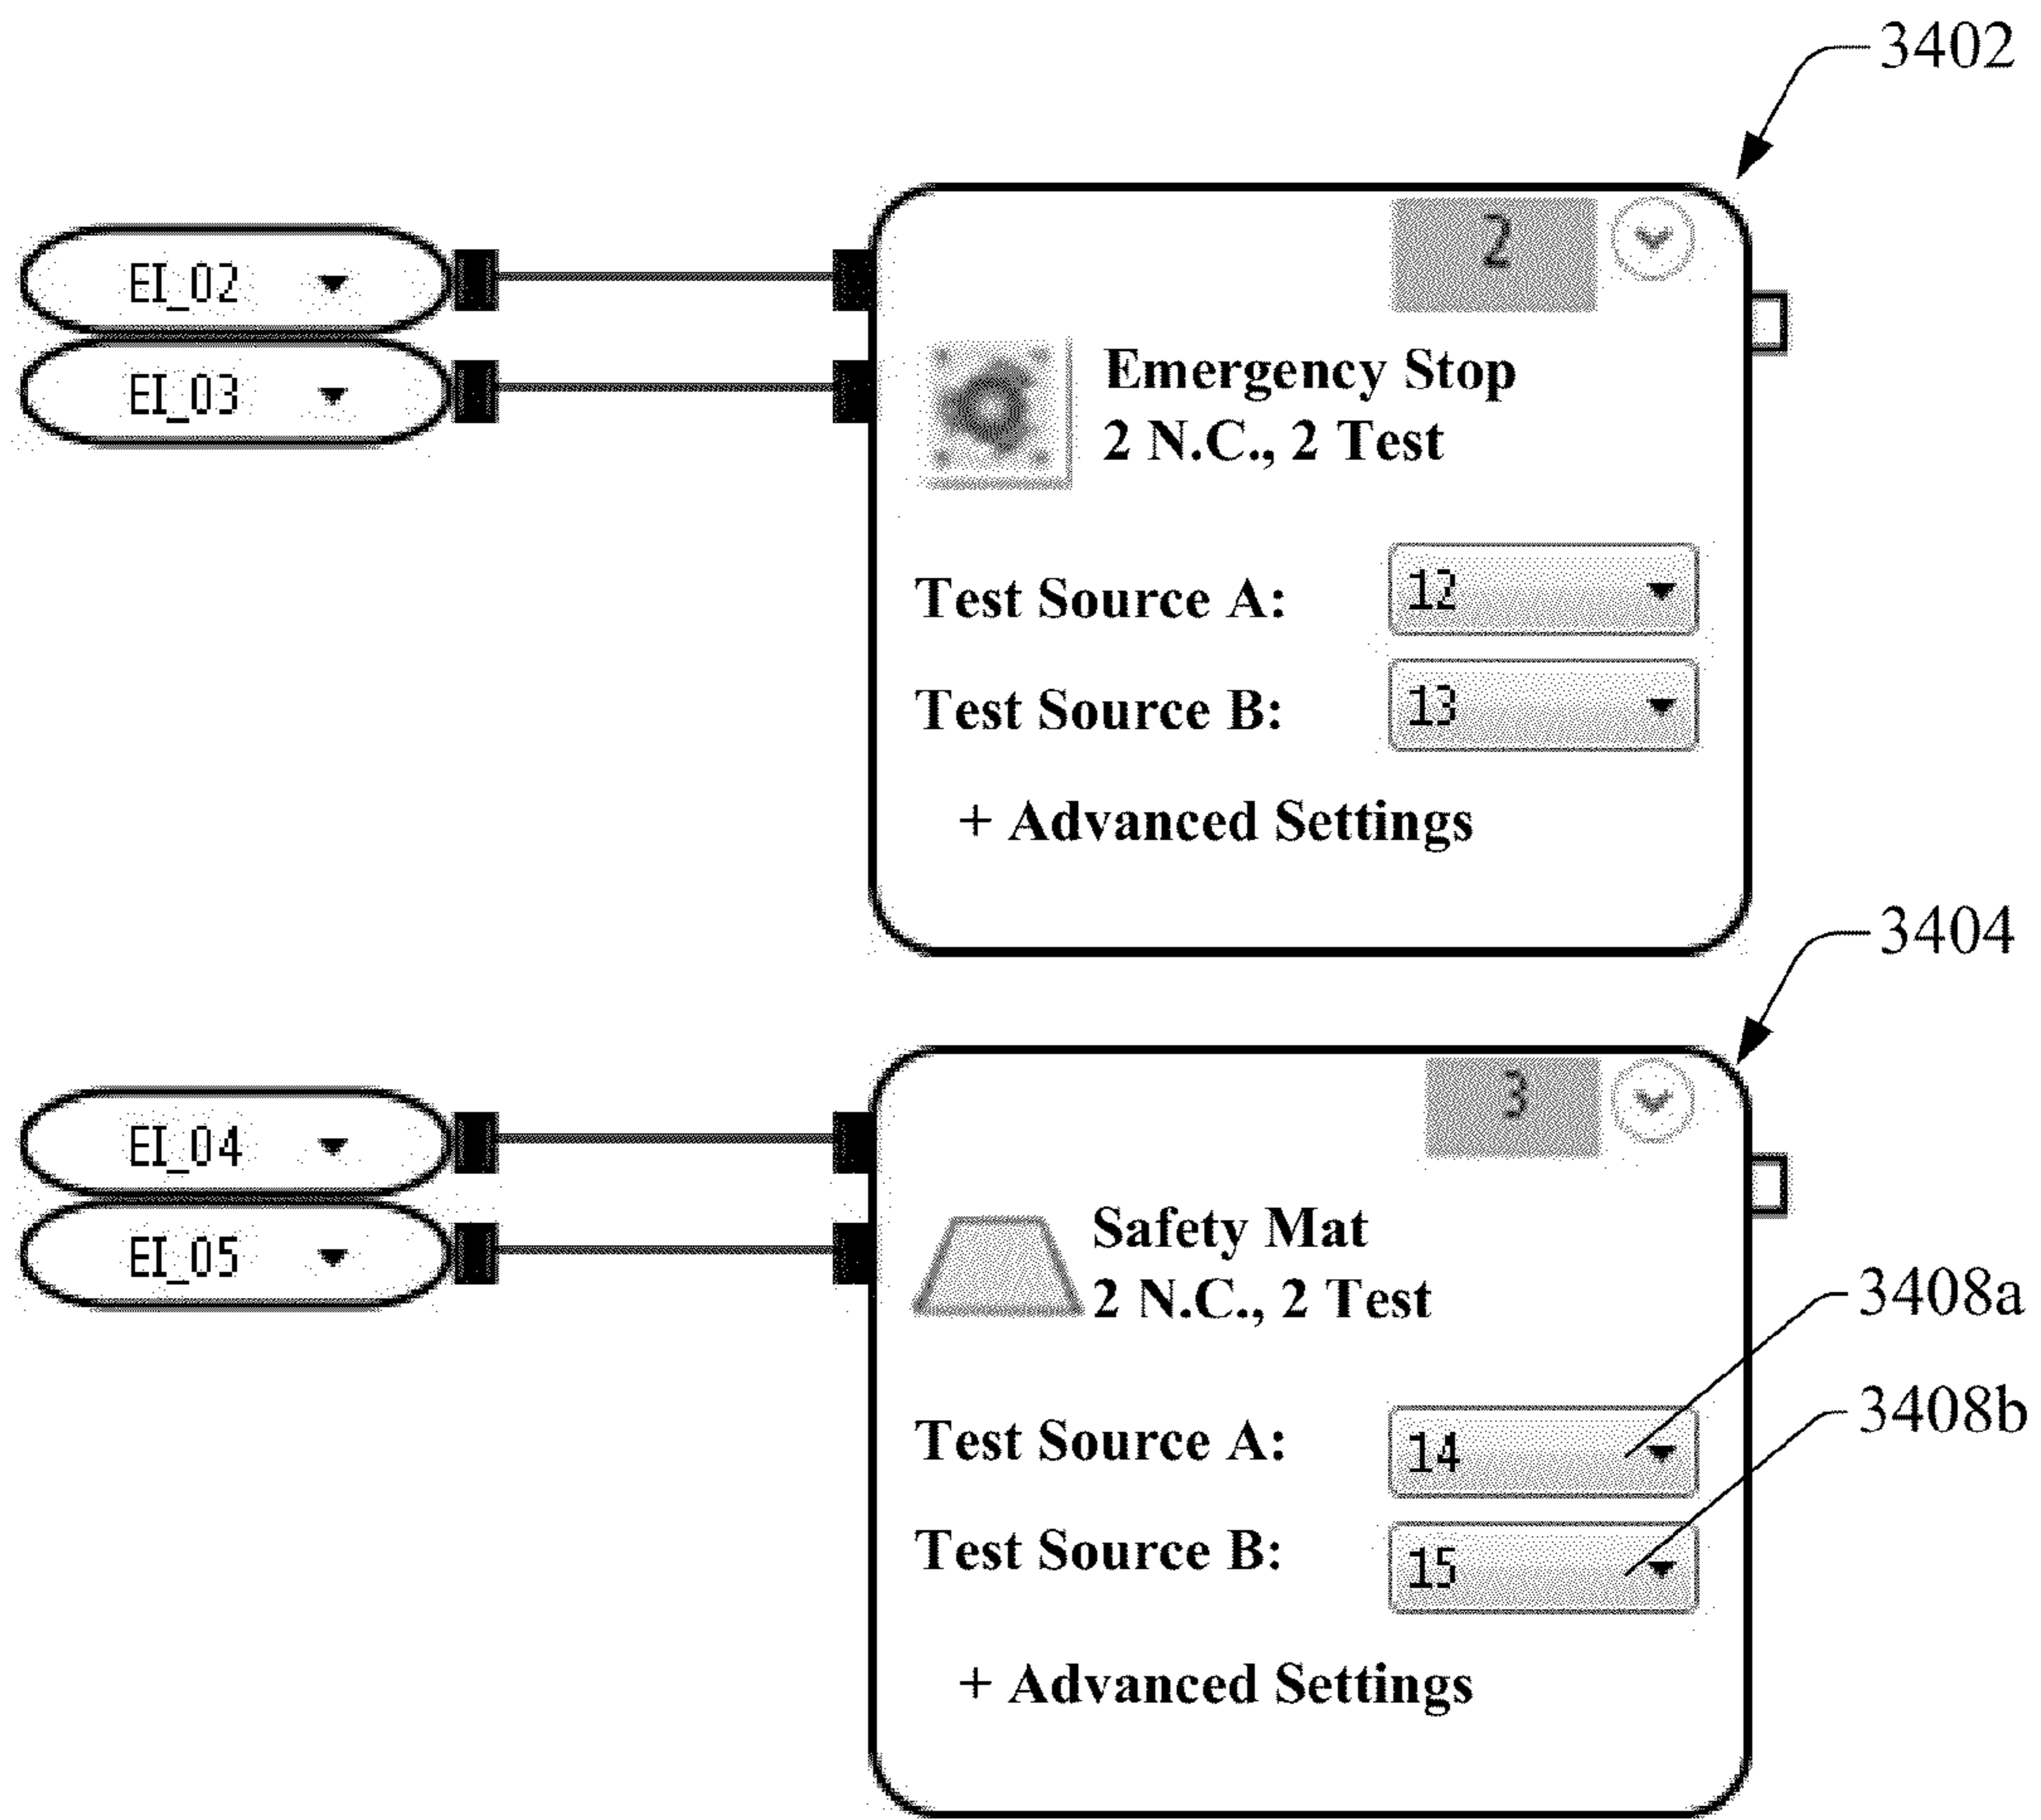 3402
2
EI_02
EI_03
Emergency Stop
2 N.C., 2 Test
Test Source A: 12
Test Source B: 13
+ Advanced Settings
3404
3
EI_04
EI_05
Safety Mat
2 N.C., 2 Test
3408a
3408b
Test Source A: 14
Test Source B: 15
+ Advanced Settings